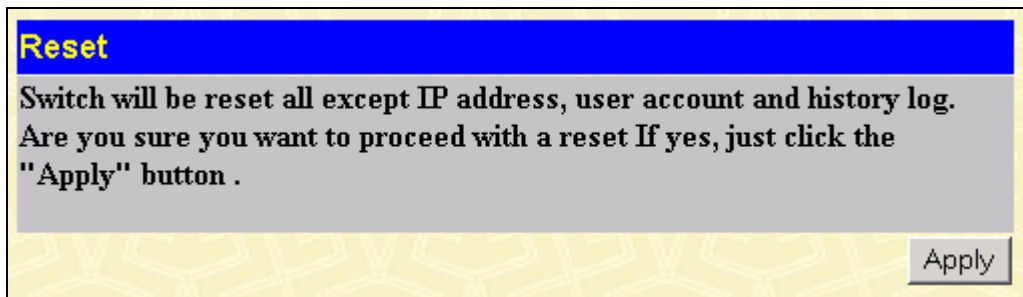 Reset
Switch will be reset all except IP address, user account and history log.
Are you sure you want to proceed with a reset If yes, just click the
"Apply" button .
Apply